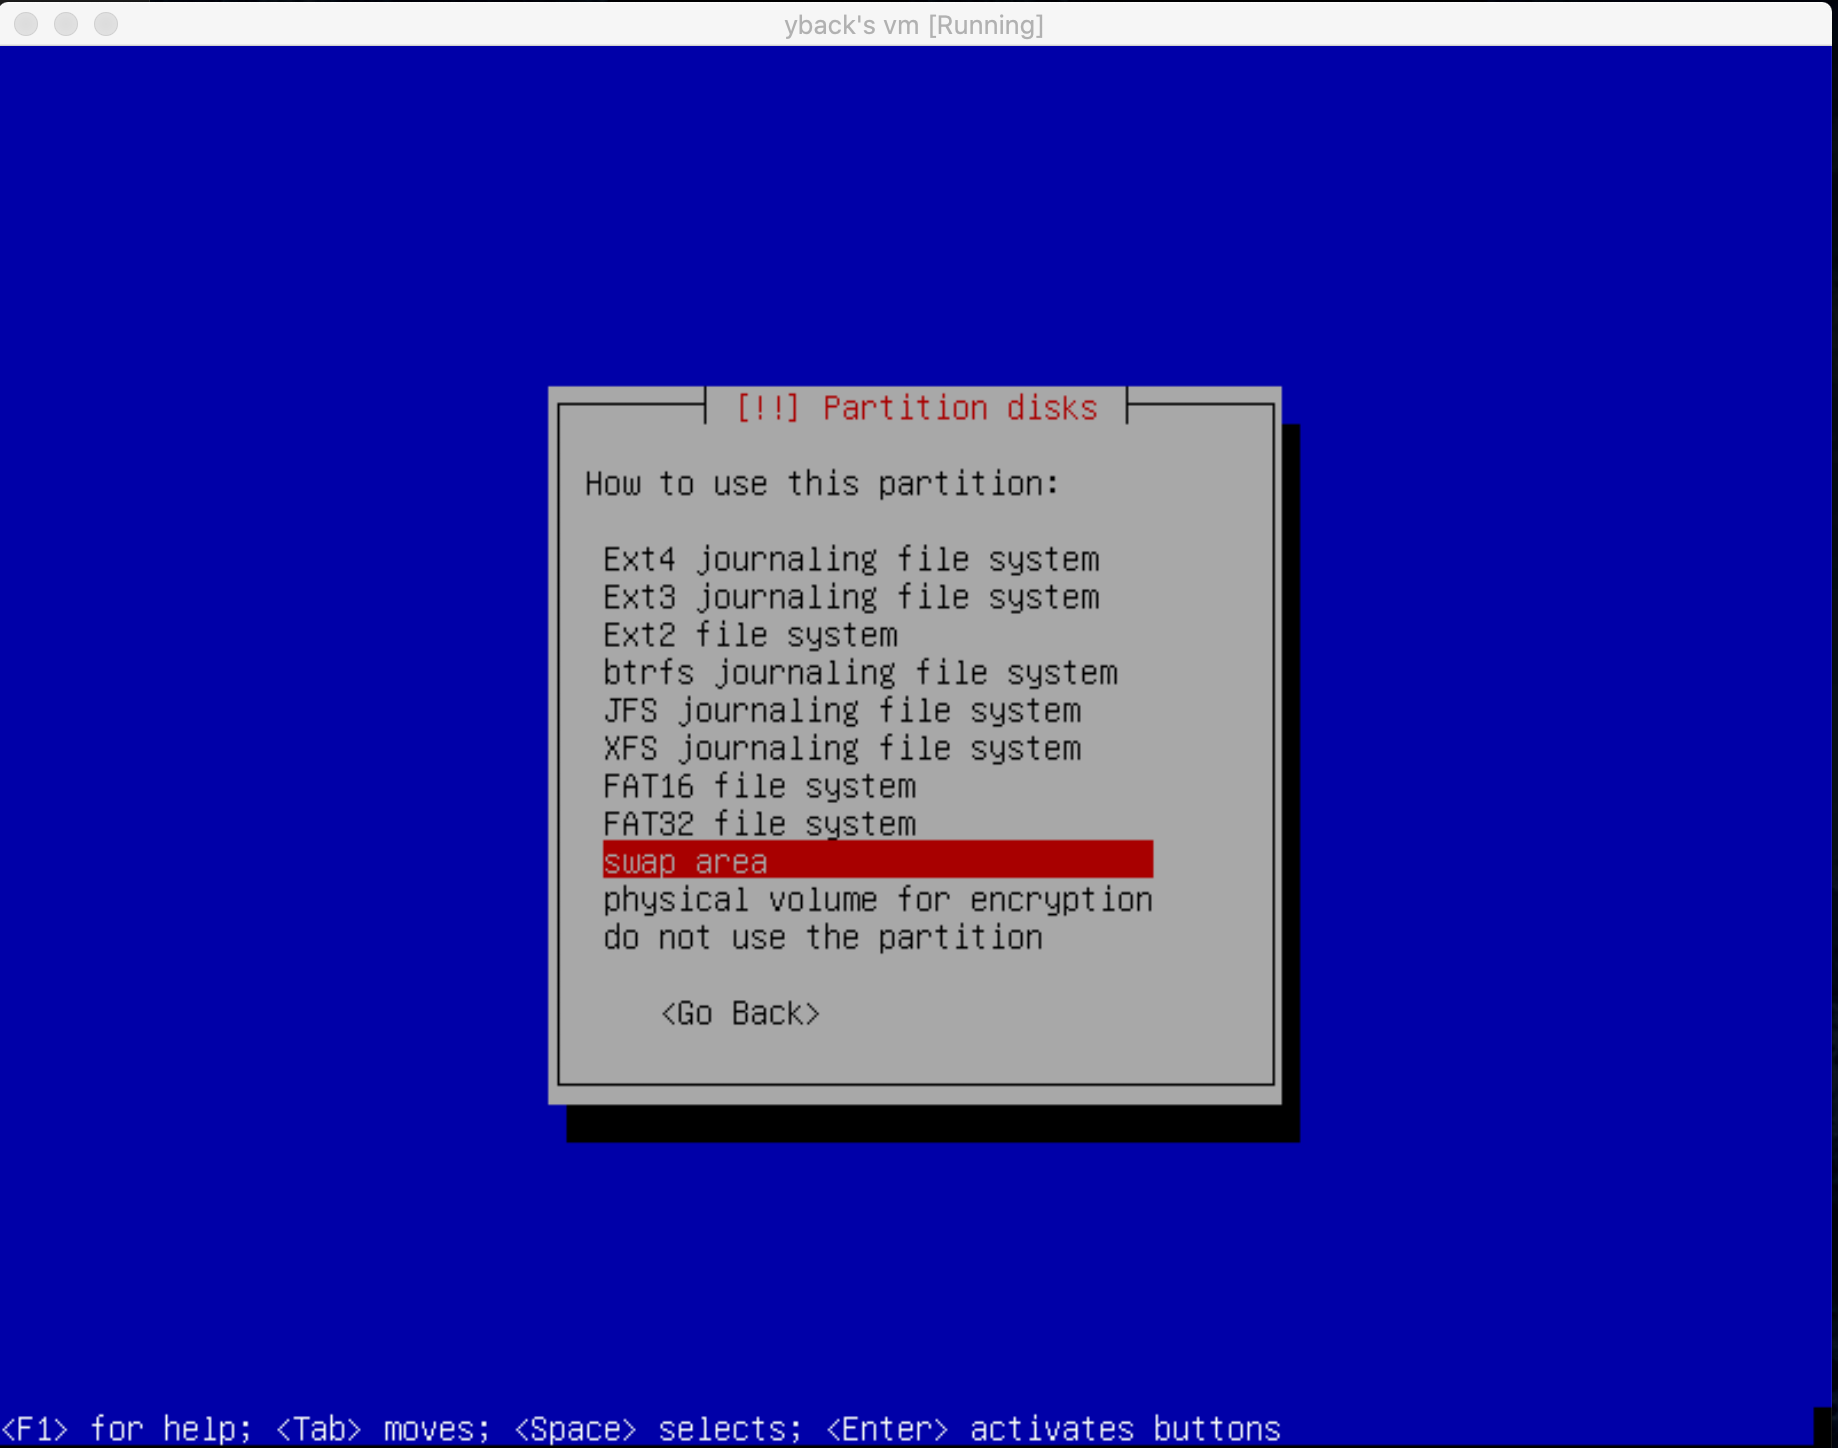 yback's vm [Running]
[!!] Partition disks
How to use this partition:
Ext4 journaling file system
Ext3 journaling file system
Ext2 file system
btrfs journaling file system
JFS journaling file system
XFS journaling file system
FAT16 file system
FAT32 file system
swap area
physical volume for encryption
do not use the partition
<Go Back>
<F1> for help; <Tab> moves; <Space> selects; <Enter> activates buttons